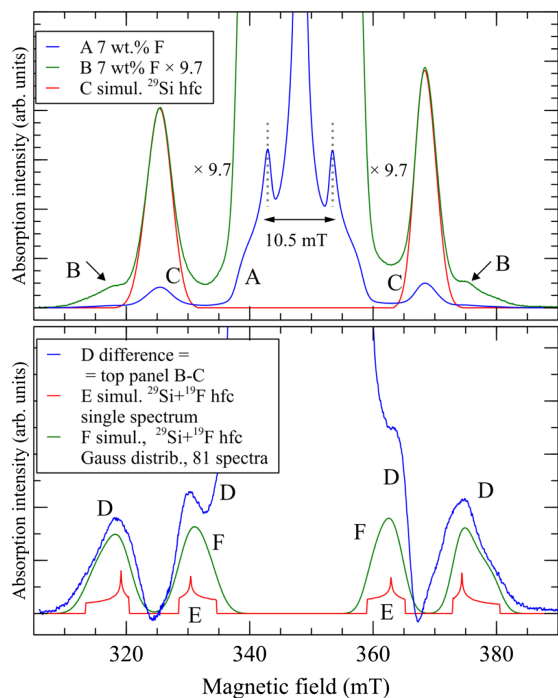 A 7 wt.% F
B 7 wt% F × 9.7
C simul. ²⁹Si hfc
× 9.7
× 9.7
10.5 mT
B
C
A
C
B
Absorption intensity (arb. units)
D difference =
= top panel B-C
E simul. ²⁹Si+¹⁹F hfc
single spectrum
F simul., ²⁹Si+¹⁹F hfc
Gauss distrib., 81 spectra
D
D
F
E
F
E
D
D
Absorption intensity (arb. units)
320
340
360
380
Magnetic field (mT)